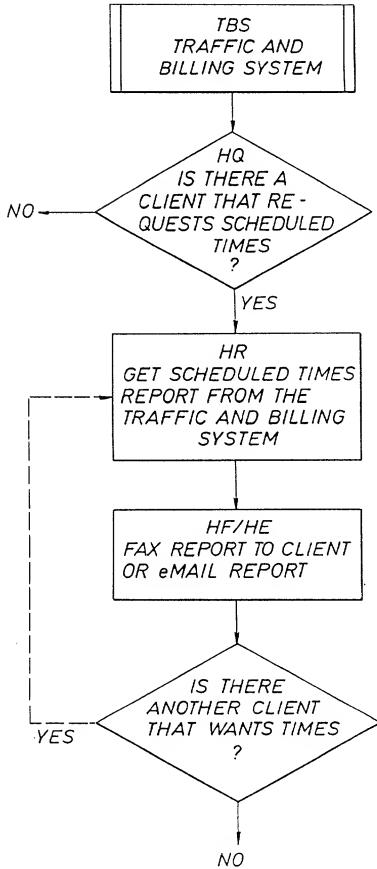 TBS
TRAFFIC AND
BILLING SYSTEM
HQ
IS THERE A
CLIENT THAT RE-
QUESTS SCHEDULED
TIMES
?
NO
YES
HR
GET SCHEDULED TIMES
REPORT FROM THE
TRAFFIC AND BILLING
SYSTEM
HF/HE
FAX REPORT TO CLIENT
OR eMAIL REPORT
IS THERE
ANOTHER CLIENT
THAT WANTS TIMES
?
YES
NO